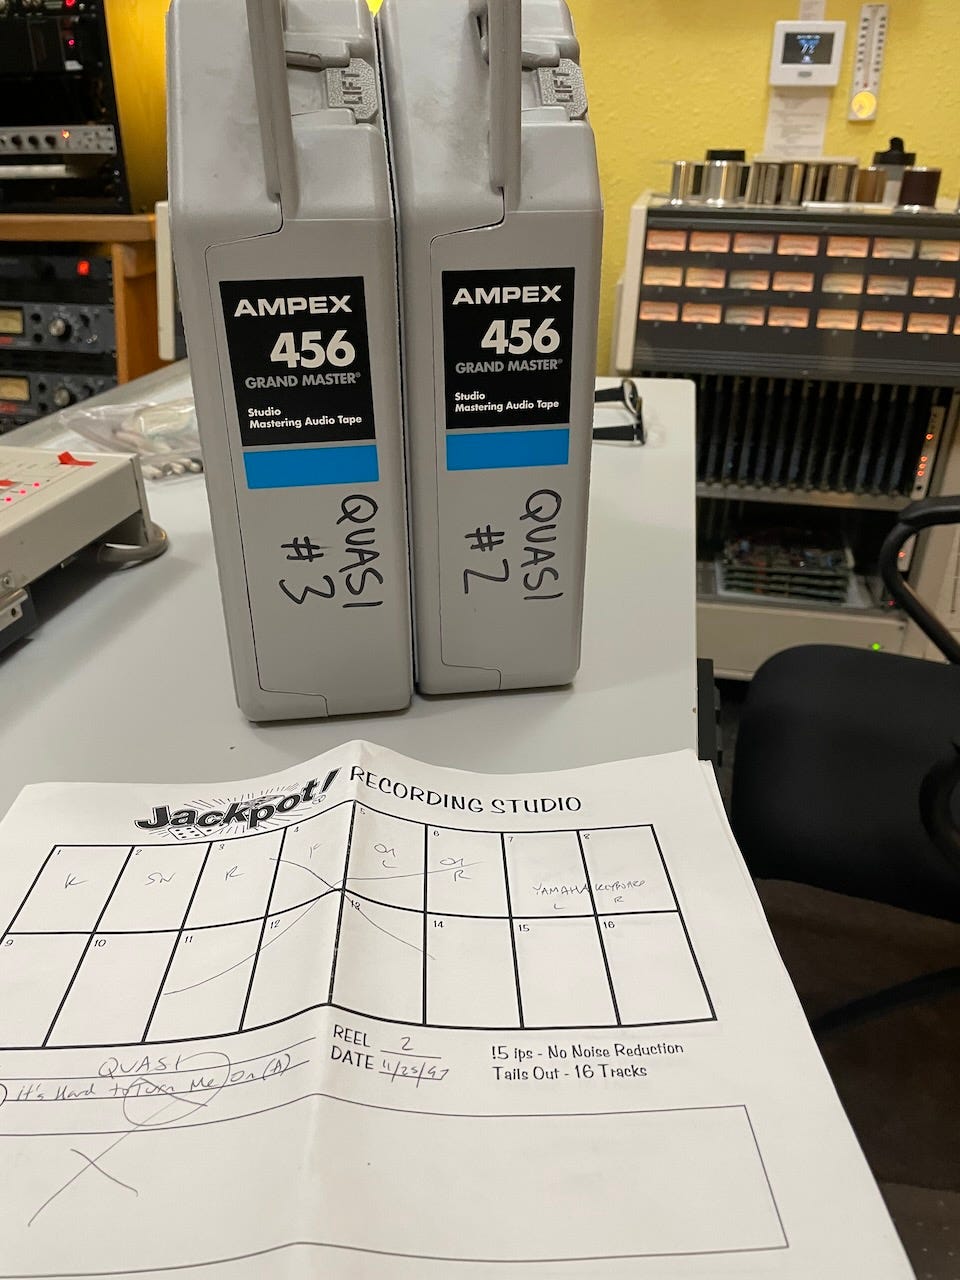 LIFT
LIFT
AMPEX
456
GRAND MASTER®
Studio
Mastering Audio Tape
QUASI
#3
AMPEX
456
GRAND MASTER®
Studio
Mastering Audio Tape
QUASI
#2
Jackpot! RECORDING STUDIO
1 2 3 4 5 6 7 8
K SN R F OH L OH R YAMAHA KEYBOARD
L R
9 10 11 12 13 14 15 16
REEL 2
DATE 11/25/97
15 ips - No Noise Reduction
Tails Out - 16 Tracks
QUASI
It's Hard to Turn Me On (A)